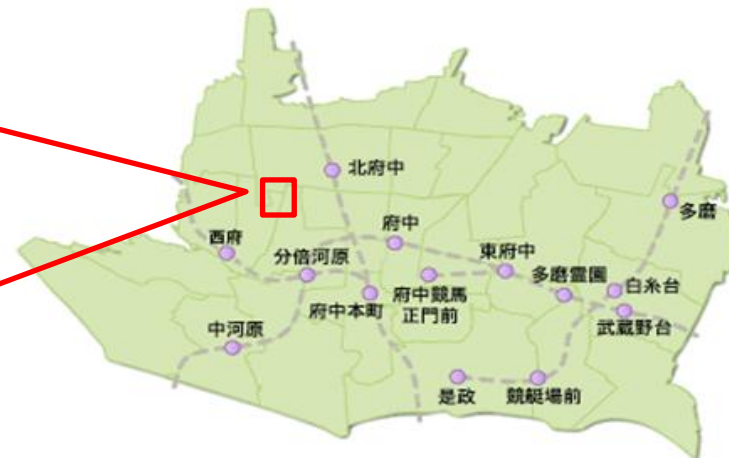 北府中
多磨
府中
西府
分倍河原
東府中
多磨霊園
白糸台
府中本町
府中競馬
正門前
武蔵野台
中河原
是政
競艇場前